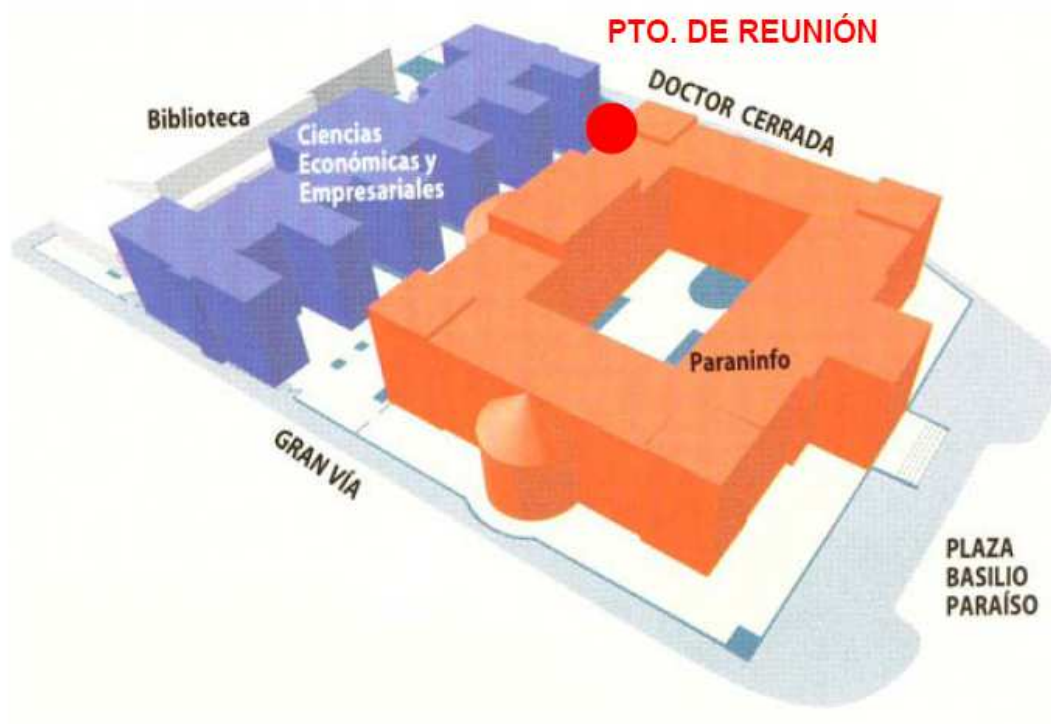 PTO. DE REUNIÓN
DOCTOR CERRADA
Biblioteca
Ciencias
Económicas y
Empresariales
Paraninfo
GRAN VÍA
PLAZA
BASILIO
PARAÍSO